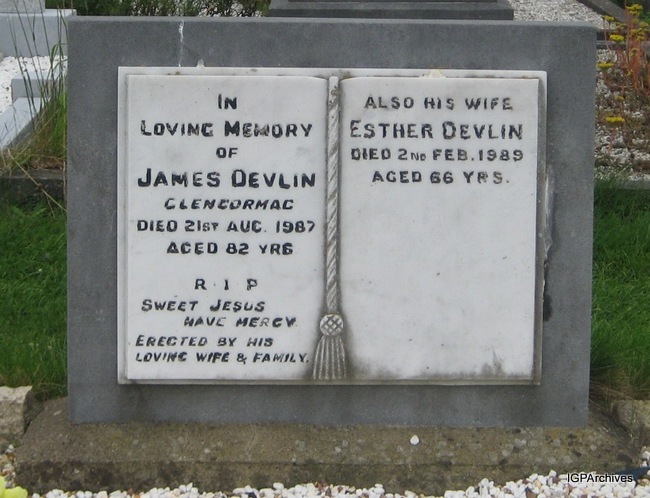 IN
LOVING MEMORY
OF
JAMES DEVLIN
GLENCORMAC
DIED 21ST AUG. 1987
AGED 82 YRS
R · I · P
SWEET JESUS
HAVE MERCY.
ERECTED BY HIS
LOVING WIFE & FAMILY.
ALSO HIS WIFE
ESTHER DEVLIN
DIED 2ND FEB. 1989
AGED 66 YRS.
IGPArchives